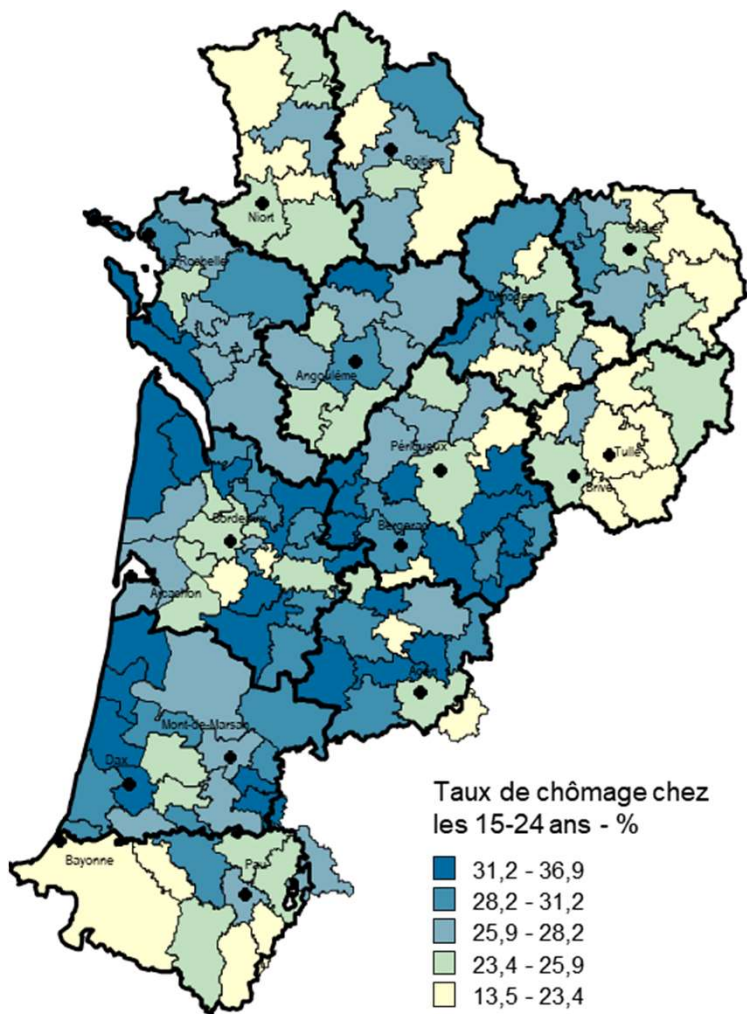 Poitiers
Niort
Guéret
La Rochelle
Limoges
Angoulême
Périgueux
Tulle
Brive
Bordeaux
Bergerac
Arcachon
Agen
Mont-de-Marsan
Dax
Bayonne
Pau
Taux de chômage chez
les 15-24 ans - %
31,2 - 36,9
28,2 - 31,2
25,9 - 28,2
23,4 - 25,9
13,5 - 23,4